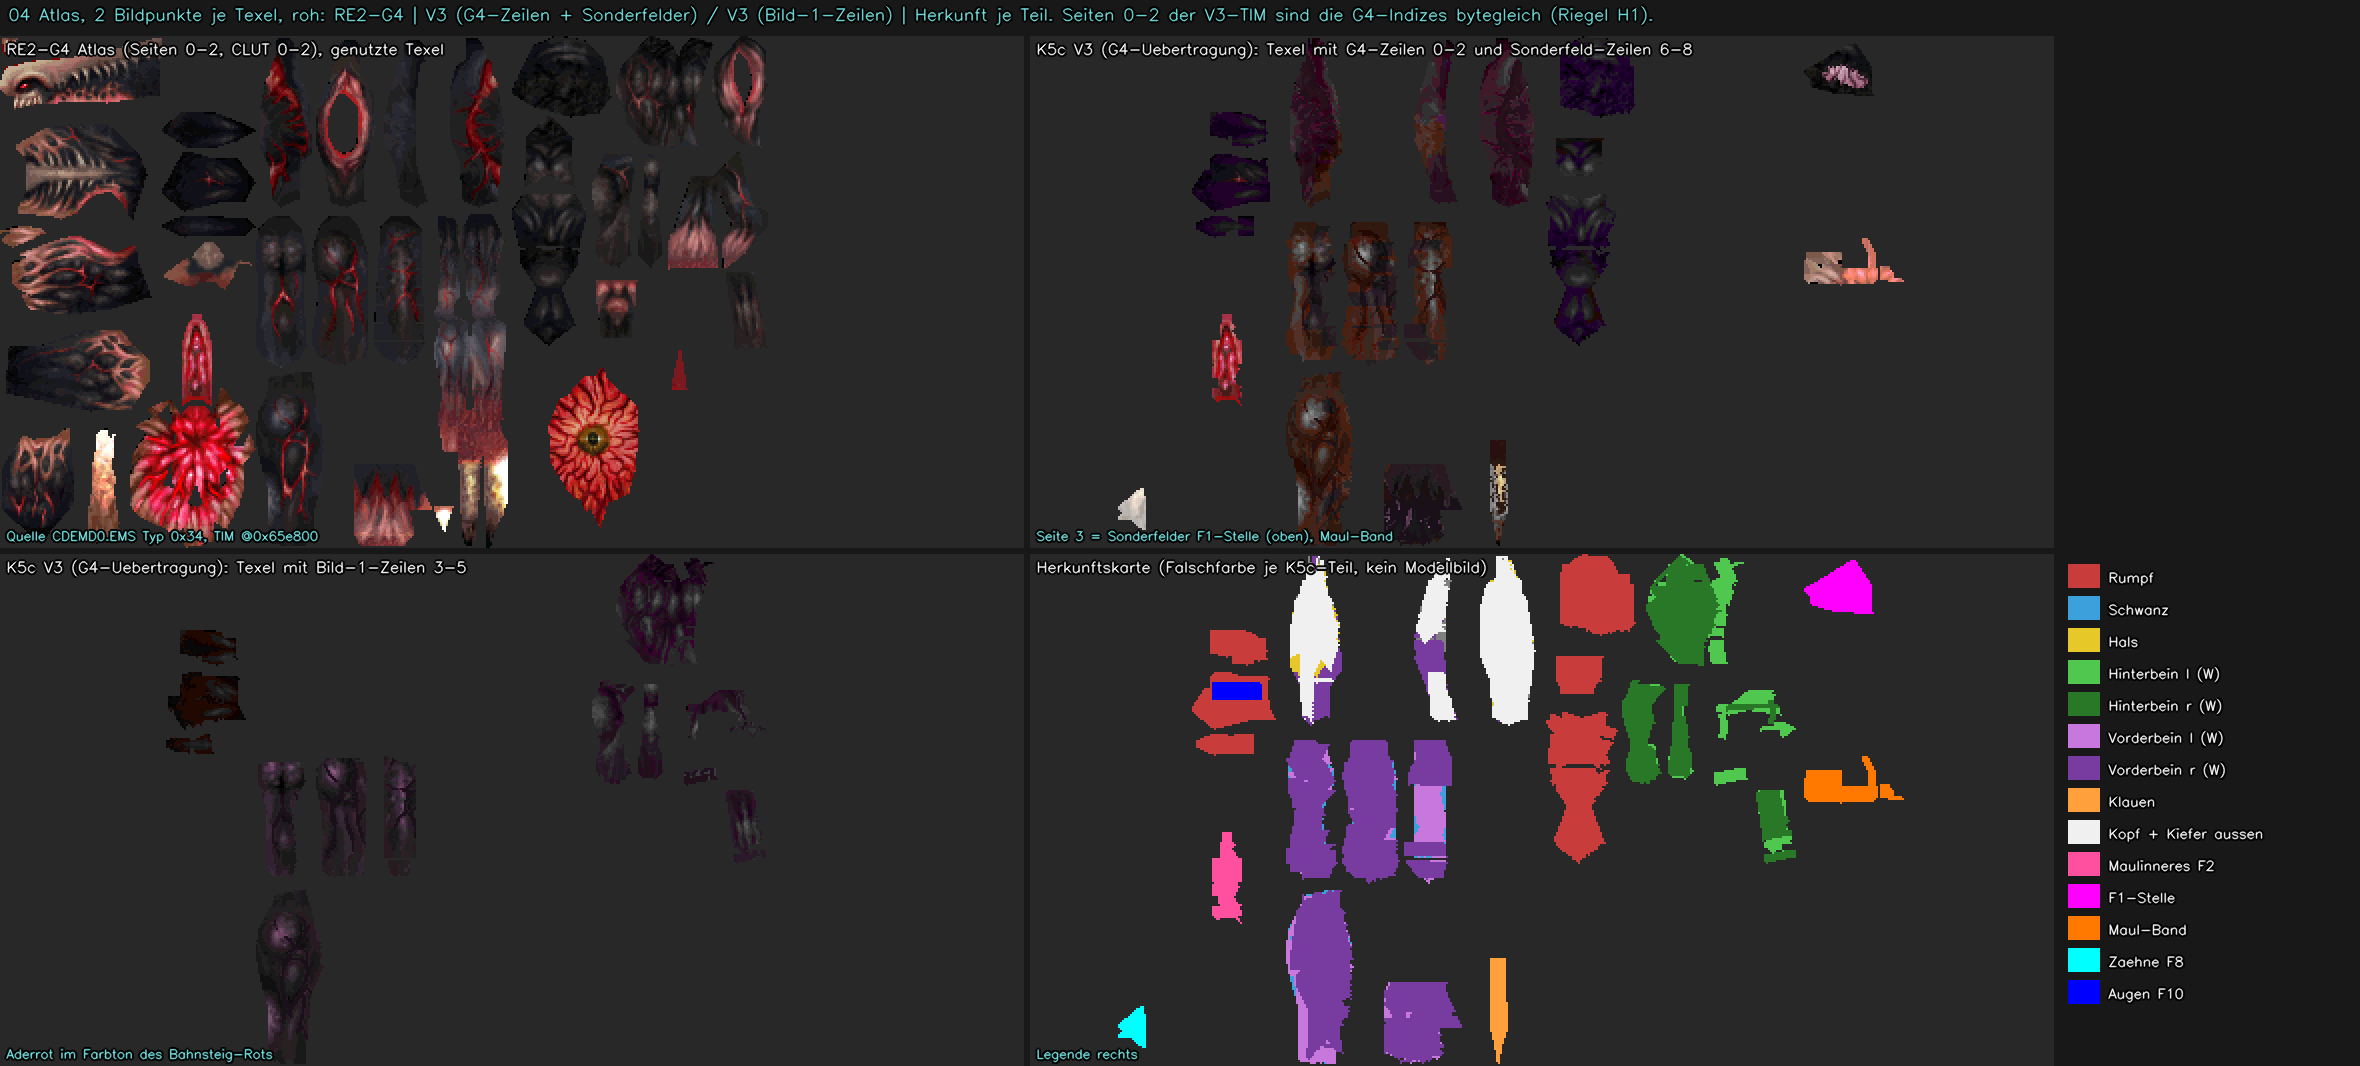 04 Atlas, 2 Bildpunkte je Texel, roh: RE2-G4 | V3 (G4-Zeilen + Sonderfelder) / V3 (Bild-1-Zeilen) | Herkunft je Teil. Seiten 0-2 der V3-TIM sind die G4-Indizes bytegleich (Riegel H1).
RE2-G4 Atlas (Seiten 0-2, CLUT 0-2), genutzte Texel
K5c V3 (G4-Uebertragung): Texel mit G4-Zeilen 0-2 und Sonderfeld-Zeilen 6-8
Quelle CDEMD0.EMS Typ 0x34, TIM @0x65e800
Seite 3 = Sonderfelder F1-Stelle (oben), Maul-Band
K5c V3 (G4-Uebertragung): Texel mit Bild-1-Zeilen 3-5
Herkunftskarte (Falschfarbe je K5c-Teil, kein Modellbild)
Rumpf
Schwanz
Hals
Hinterbein l (W)
Hinterbein r (W)
Vorderbein l (W)
Vorderbein r (W)
Klauen
Kopf + Kiefer aussen
Maulinneres F2
F1-Stelle
Maul-Band
Zaehne F8
Augen F10
Aderrot im Farbton des Bahnsteig-Rots
Legende rechts